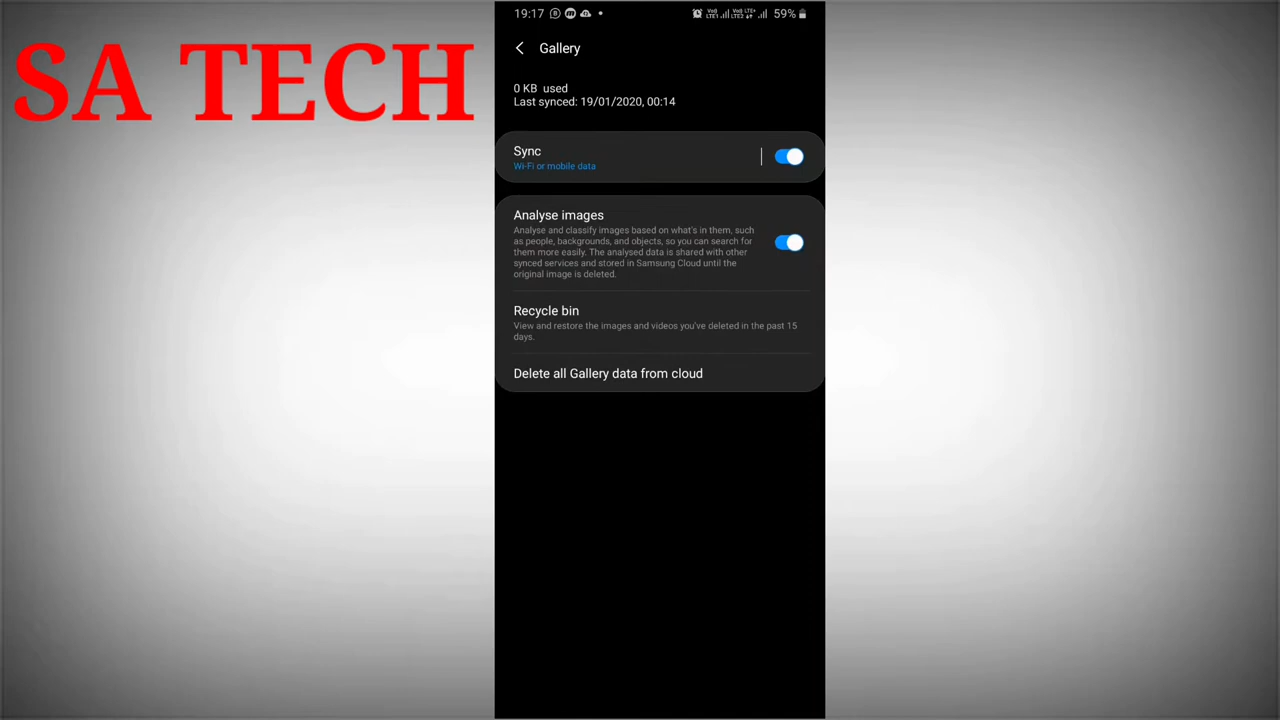 SA TECH
19:17
59%
Gallery
0 KB used
Last synced: 19/01/2020, 00:14
Sync
Wi-Fi or mobile data
Analyse images
Analyse and classify images based on what's in them, such
as people, backgrounds, and objects, so you can search for
them more easily. The analysed data is shared with other
synced services and stored in Samsung Cloud until the
original image is deleted.
Recycle bin
View and restore the images and videos you've deleted in the past 15
days.
Delete all Gallery data from cloud